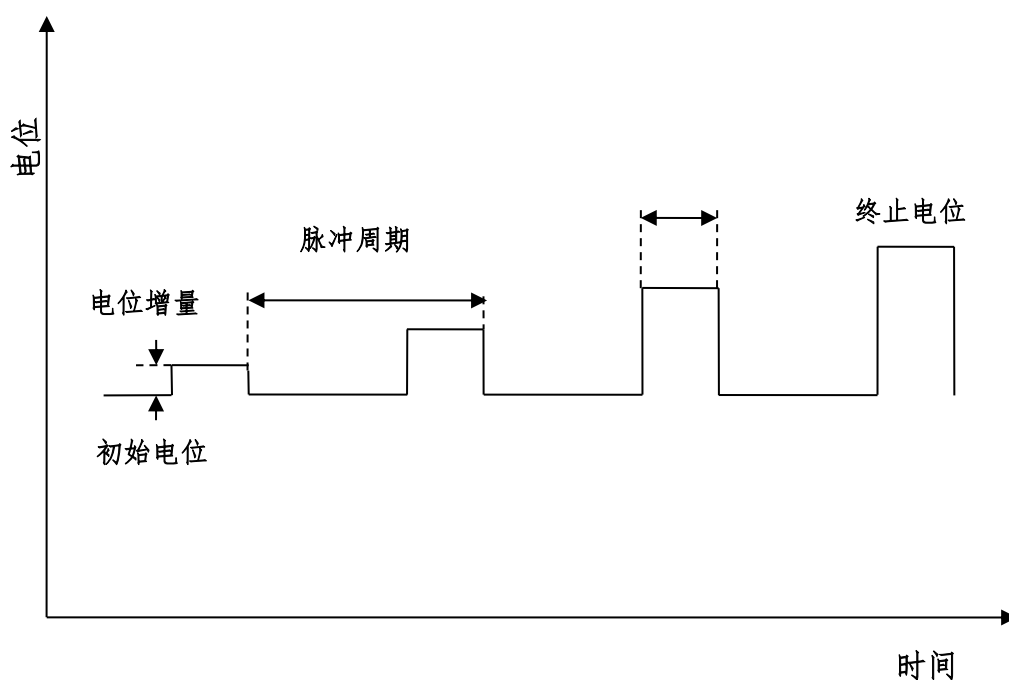 电位
终止电位
脉冲周期
电位增量
初始电位
时间